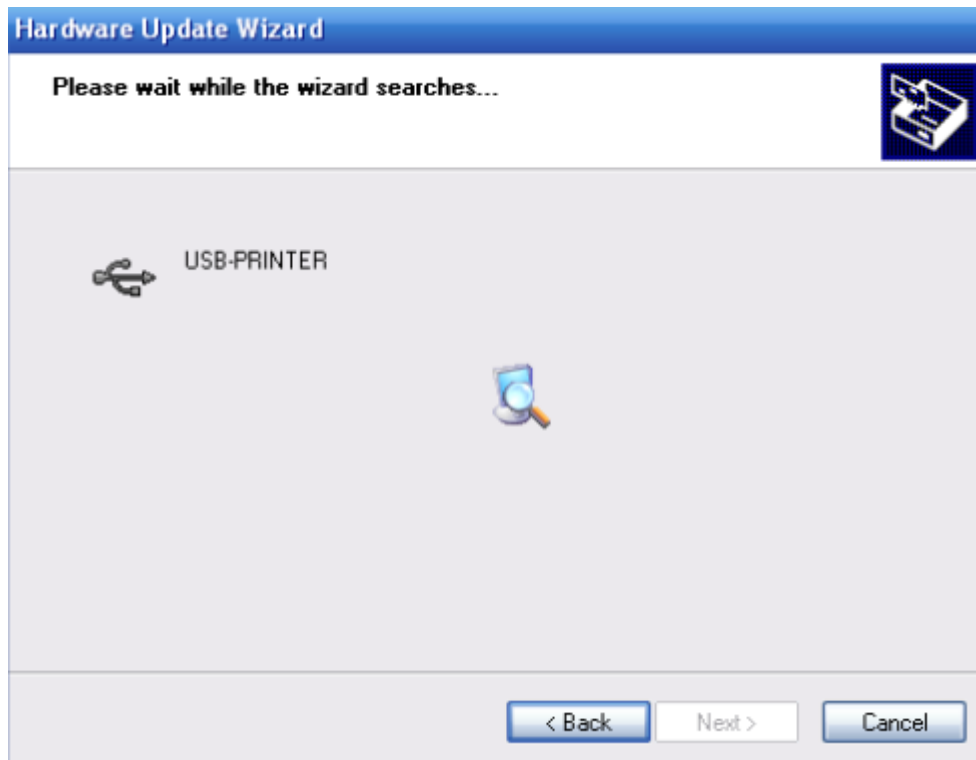 Hardware Update Wizard
Please wait while the wizard searches...
USB-PRINTER
< Back
Next >
Cancel